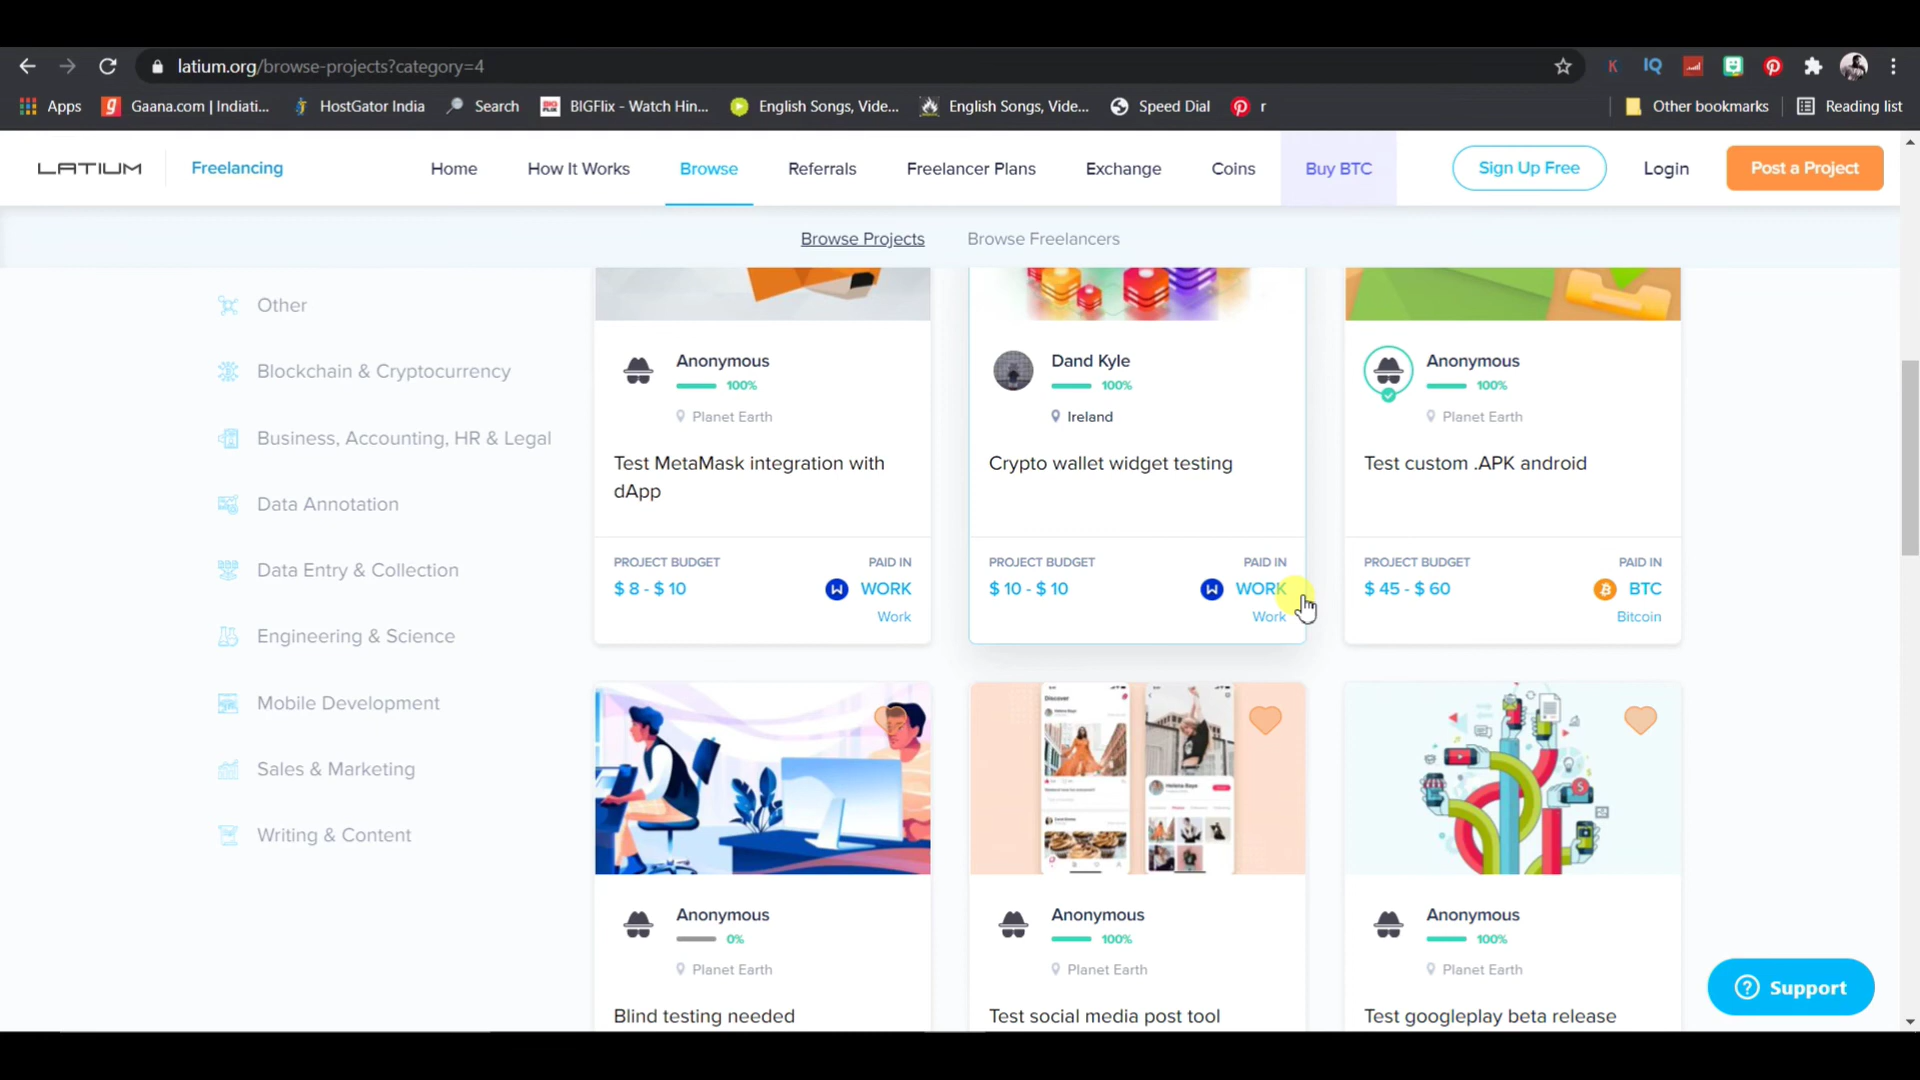 latium.org/browse-projects?category=4
K IQ
Apps Gaana.com | Indiati... HostGator India Search BIGFlix - Watch Hin... English Songs, Vide... English Songs, Vide... Speed Dial r Other bookmarks Reading list
LATIUM Freelancing Home How It Works Browse Referrals Freelancer Plans Exchange Coins Buy BTC Sign Up Free Login Post a Project
Browse Projects Browse Freelancers
Other
Blockchain & Cryptocurrency
Business, Accounting, HR & Legal
Data Annotation
Data Entry & Collection
Engineering & Science
Mobile Development
Sales & Marketing
Writing & Content
Anonymous
100%
Planet Earth
Test MetaMask integration with
dApp
PROJECT BUDGET PAID IN
$ 8 - $ 10 WORK
Work
Dand Kyle
100%
Ireland
Crypto wallet widget testing
PROJECT BUDGET PAID IN
$ 10 - $ 10 WORK
Work
Anonymous
100%
Planet Earth
Test custom .APK android
PROJECT BUDGET PAID IN
$ 45 - $ 60 BTC
Bitcoin
Anonymous
0%
Planet Earth
Blind testing needed
Discover
Anonymous
100%
Planet Earth
Test social media post tool
Anonymous
100%
Planet Earth
Test googleplay beta release
Support